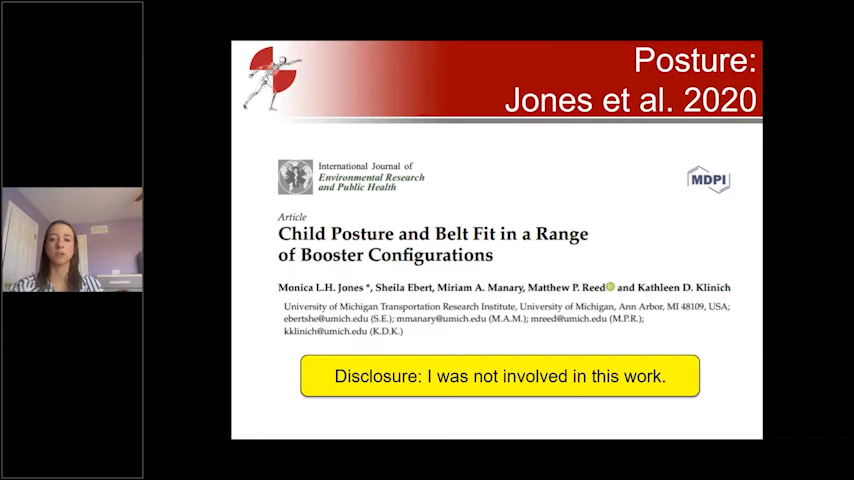 Posture:
Jones et al. 2020
International Journal of
Environmental Research
and Public Health
MDPI
Article
Child Posture and Belt Fit in a Range
of Booster Configurations
Monica L.H. Jones *, Sheila Ebert, Miriam A. Manary, Matthew P. Reed and Kathleen D. Klinich
University of Michigan Transportation Research Institute, University of Michigan, Ann Arbor, MI 48109, USA;
ebertshe@umich.edu (S.E.); mmanary@umich.edu (M.A.M.); mreed@umich.edu (M.P.R.);
kklinich@umich.edu (K.D.K.)
Disclosure: I was not involved in this work.